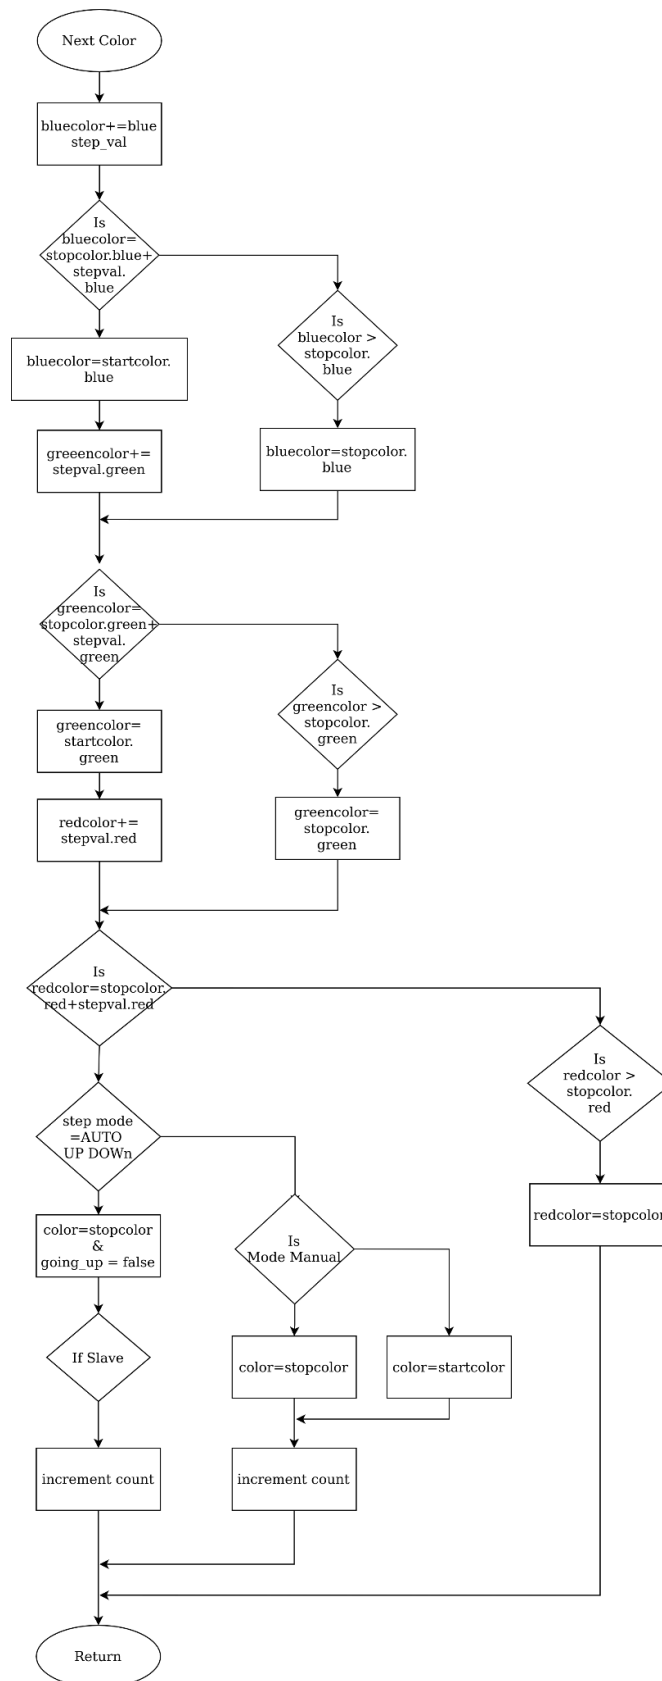 Next Color
bluecolor+=blue
step_val
Is
bluecolor=
stopcolor.blue+
stepval.
blue
Is
bluecolor >
stopcolor.
blue
bluecolor=startcolor.
blue
greeencolor+=
stepval.green
bluecolor=stopcolor.
blue
Is
greencolor=
stopcolor.green+
stepval.
green
Is
greencolor >
stopcolor.
green
greencolor=
startcolor.
green
redcolor+=
stepval.red
greencolor=
stopcolor.
green
Is
redcolor=stopcolor.
red+stepval.red
Is
redcolor >
stopcolor.
red
step mode
=AUTO
UP DOWn
color=stopcolor
&
going_up = false
Is
Mode Manual
redcolor=stopcolor
If Slave
color=stopcolor
color=startcolor
increment count
increment count
Return